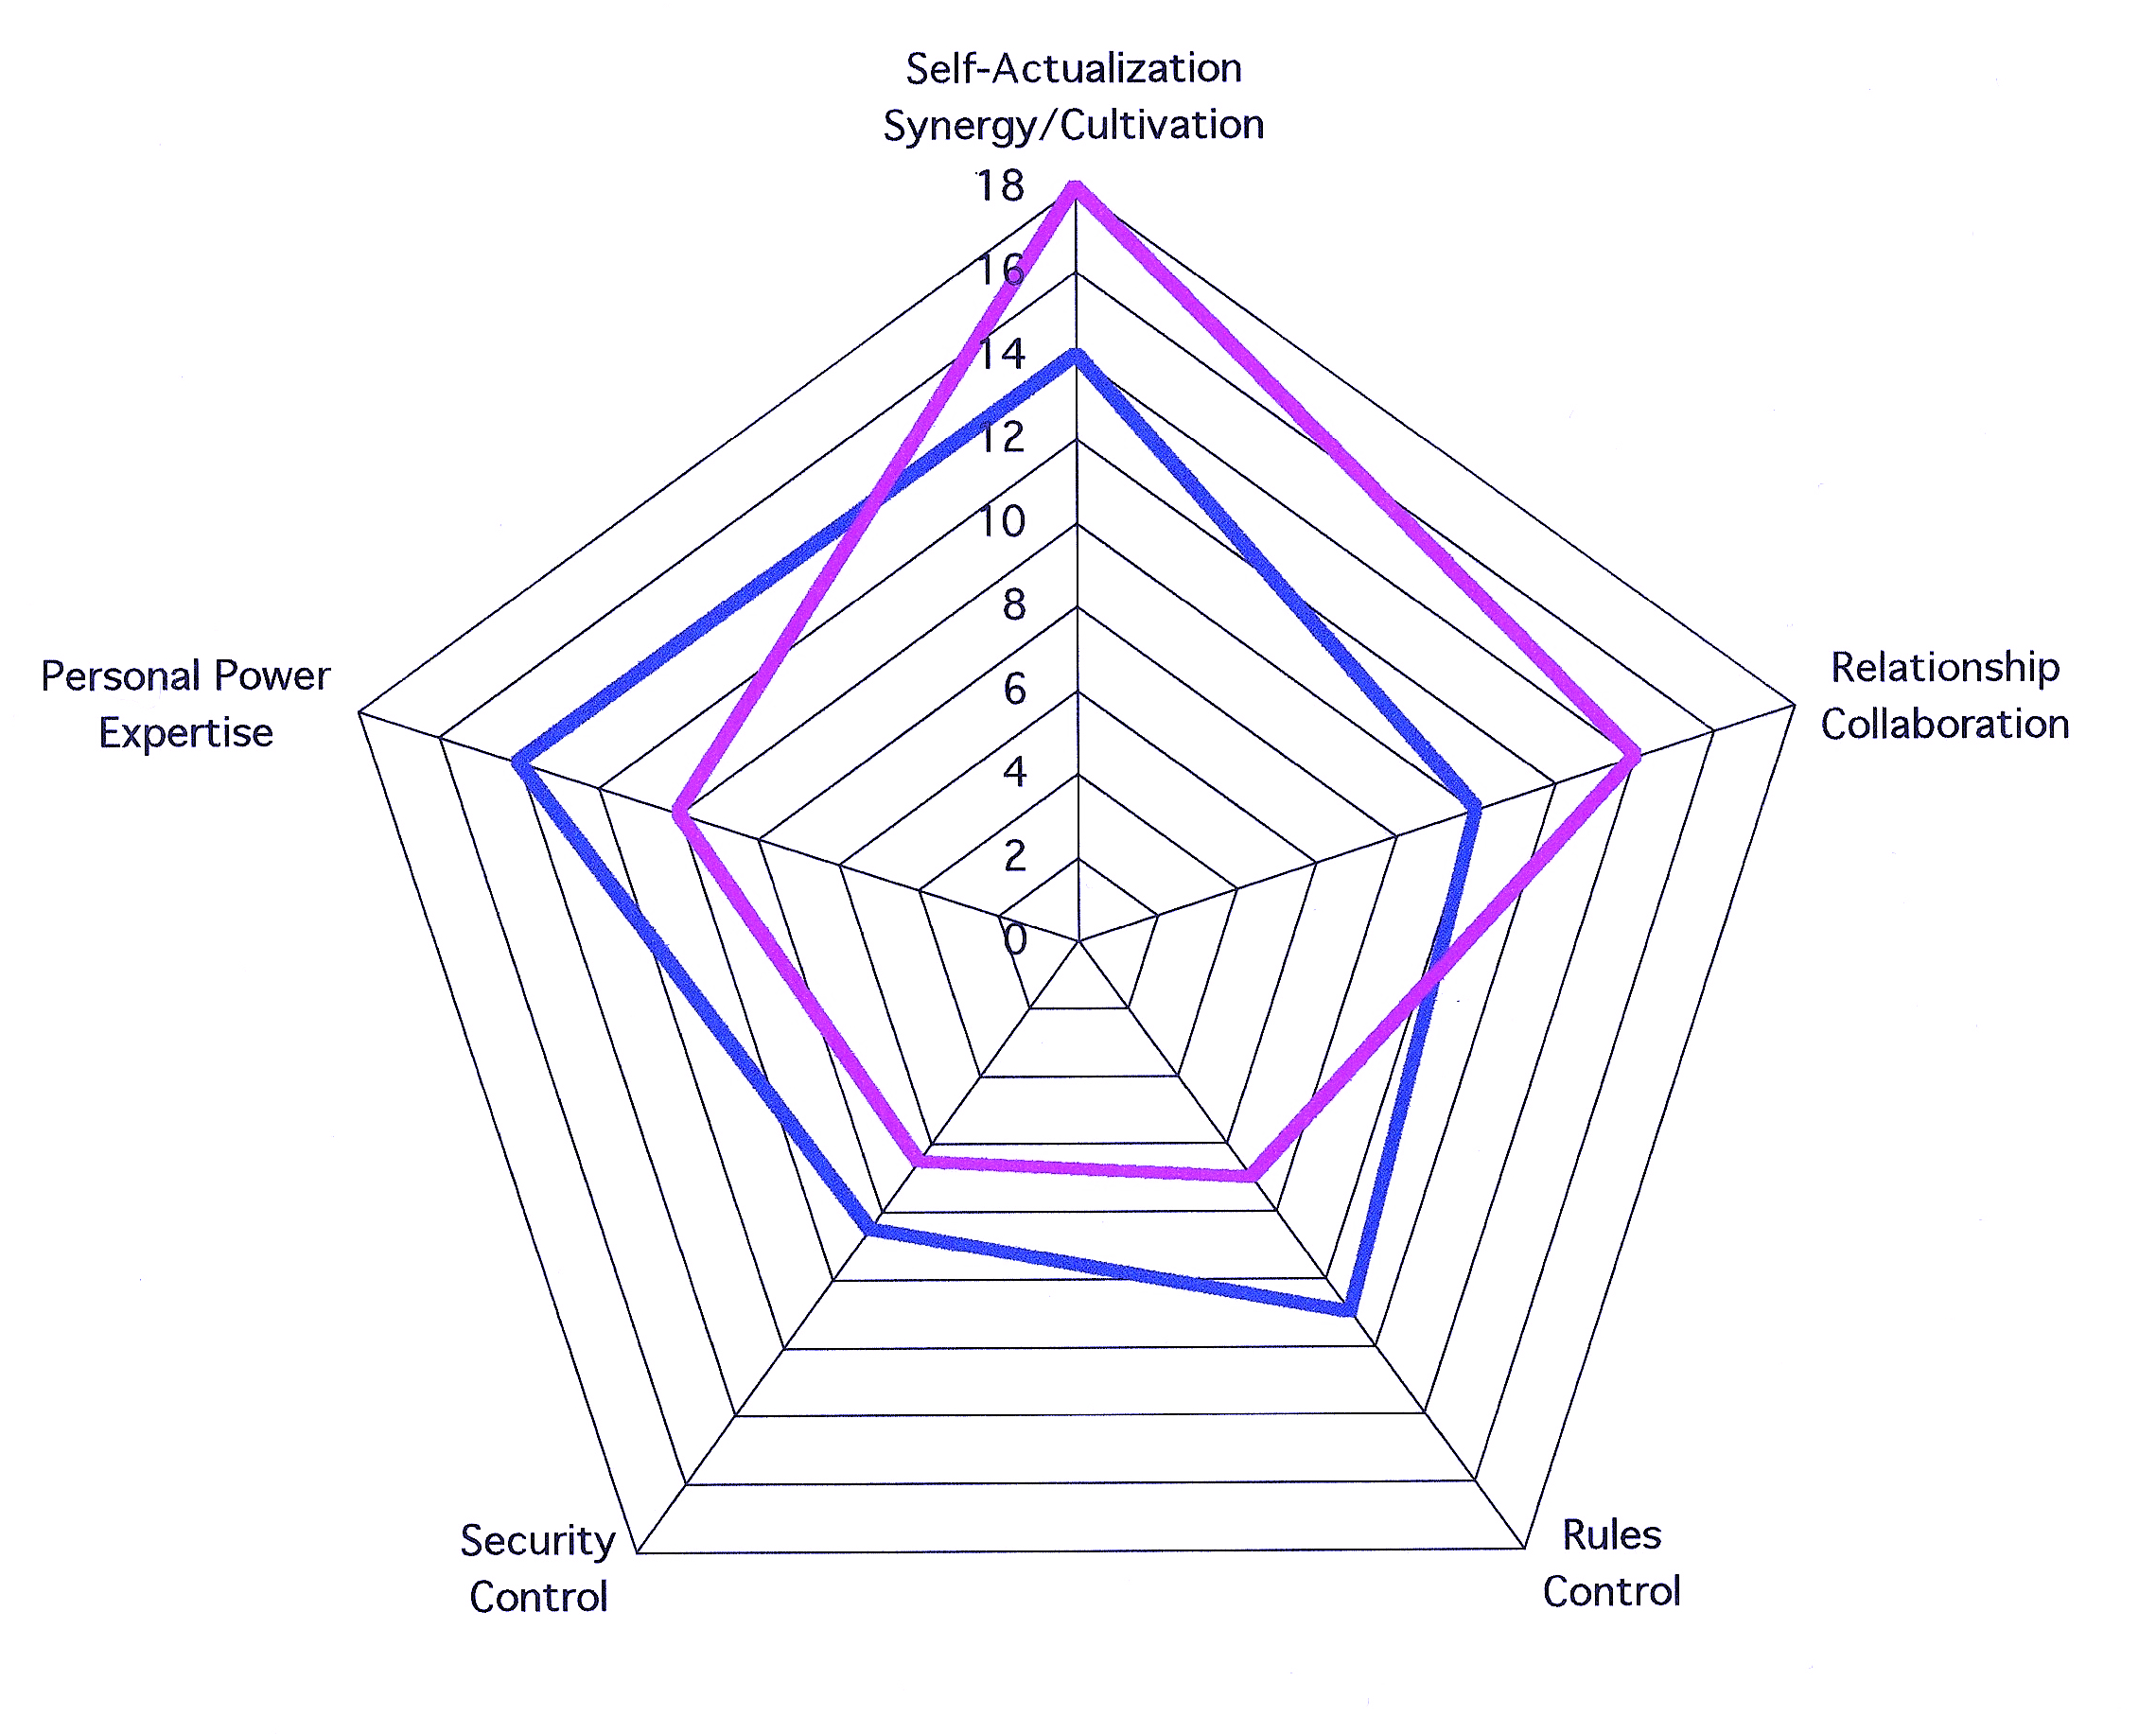 Self-Actualization
Synergy/Cultivation
18
16
14
12
10
8
6
4
2
0
Personal Power
Expertise
Relationship
Collaboration
Security
Control
Rules
Control